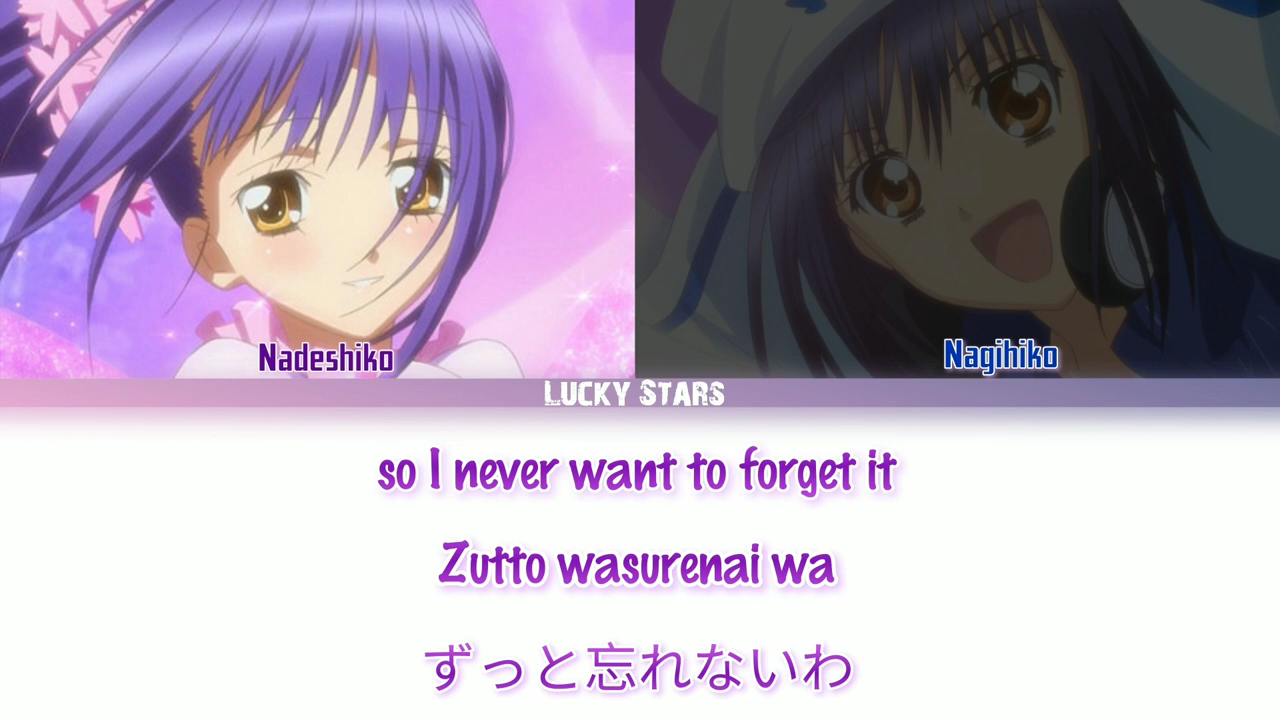 Nadeshiko
Nagihiko
LUCKY STARS
so I never want to forget it
Zutto wasurenai wa
ずっと忘れないわ